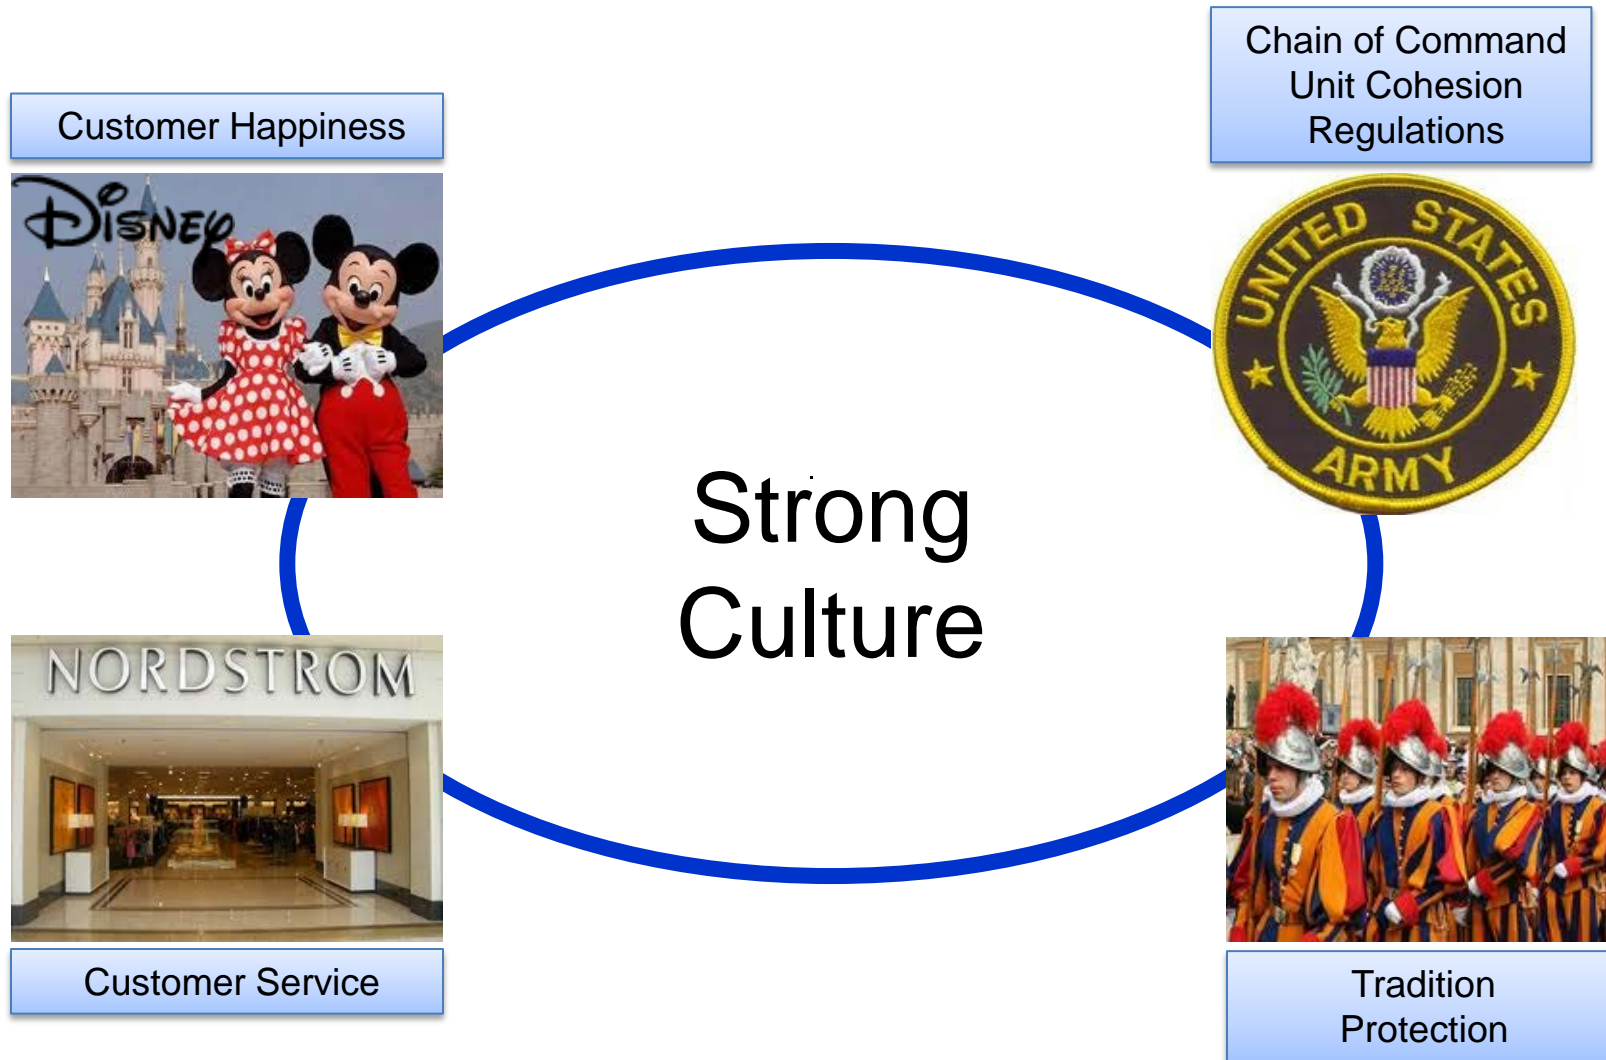 Chain of Command
Unit Cohesion
Regulations
Customer Happiness
Disney
UNITED STATES
ARMY
Strong
Culture
NORDSTROM
Customer Service
Tradition
Protection